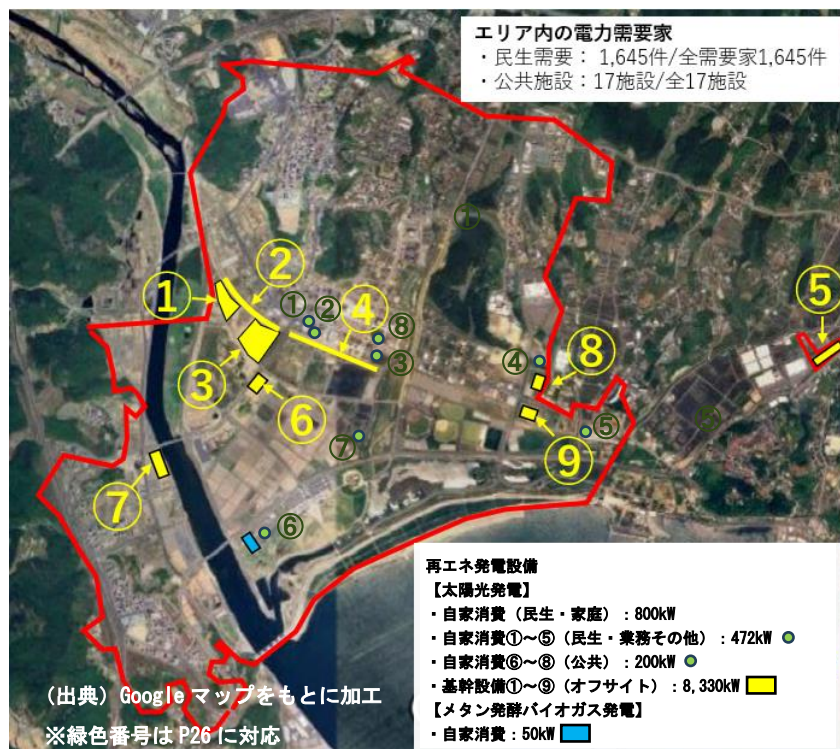 エリア内の電力需要家
・民生需要： 1,645件/全需要家1,645件
・公共施設：17施設/全17施設
①
⑤
②
①
①
②
④
⑧
③
③
④
⑧
⑥
⑦
⑨
⑤
⑦
⑥
再エネ発電設備
【太陽光発電】
・自家消費（民生・家庭）：800kW
・自家消費①～⑤（民生・業務その他）：472kW
・自家消費⑥～⑧（公共）：200kW
・基幹設備①～⑨（オフサイト）：8,330kW
【メタン発酵バイオガス発電】
・自家消費：50kW
（出典）Googleマップをもとに加工
※緑色番号はP26に対応